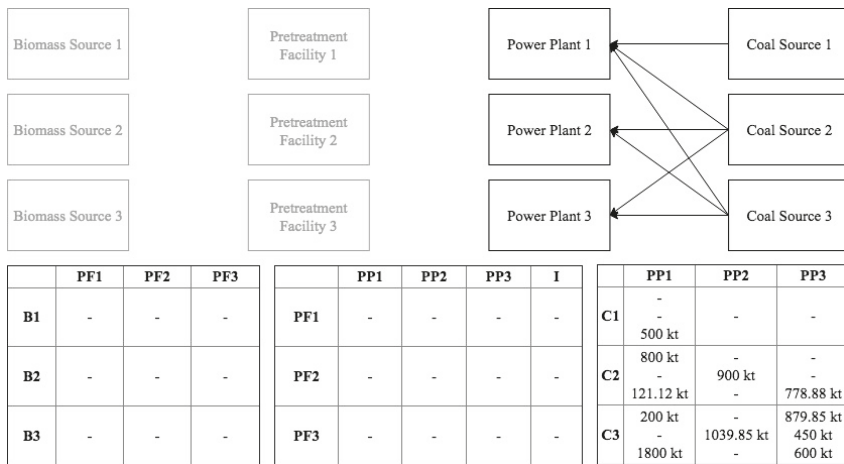 Biomass Source 1 Pretreatment Facility 1 Power Plant 1 Coal Source 1
Biomass Source 2 Pretreatment Facility 2 Power Plant 2 Coal Source 2
Biomass Source 3 Pretreatment Facility 3 Power Plant 3 Coal Source 3
PF1 PF2 PF3
B1 - - -
B2 - - -
B3 - - -
PP1 PP2 PP3 I
PF1 - - - -
PF2 - - - -
PF3 - - - -
PP1 PP2 PP3
-
C1 - - -
500 kt
800 kt - -
C2 - 900 kt -
121.12 kt - 778.88 kt
200 kt - 879.85 kt
C3 - 1039.85 kt 450 kt
1800 kt - 600 kt